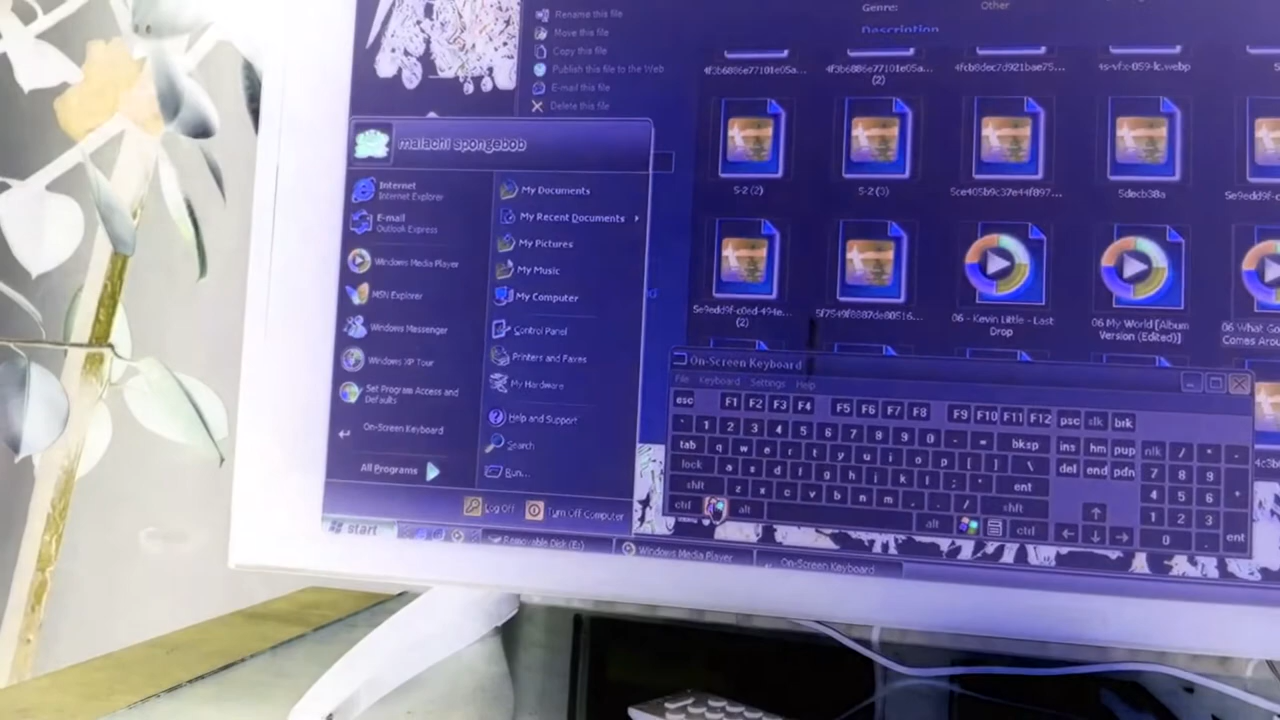 Rename this file
Move this file
Copy this file
Publish this file to the Web
E-mail this file
Delete this file
Genre:
Other
Description
4f3b6886e77101e05a...
4f3b6886e77101e05a...
(2)
4fcb8dec7d921bae75...
4s-vfx-059-lc.webp
S-2 (2)
S-2 (3)
5ce405b9c37e44f897...
5decb38a
5e9edd9f-c0ed-494e...
(2)
5f7549f8887de80516...
06 - Kevin Little - Last
Drop
06 My World [Album
Version (Edited)]
06 What Go
Comes Aroun
malachi spongebob
Internet
Internet Explorer
E-mail
Outlook Express
Windows Media Player
MSN Explorer
Windows Messenger
Windows XP Tour
Set Program Access and
Defaults
On-Screen Keyboard
All Programs
My Documents
My Recent Documents
My Pictures
My Music
My Computer
Control Panel
Printers and Faxes
My Hardware
Help and Support
Search
Run...
Log Off
Turn Off Computer
On-Screen Keyboard
File Keyboard Settings Help
esc F1 F2 F3 F4 F5 F6 F7 F8 F9 F10 F11 F12 psc slk brk
` 1 2 3 4 5 6 7 8 9 0 - = bksp ins hm pup nlk / * -
tab q w e r t y u i o p [ ] \ del end pdn 7 8 9 +
lock a s d f g h j k l ; ' ent 4 5 6
shft z x c v b n m , . / shft ↑ 1 2 3 ent
ctrl alt alt ctrl ← ↓ → 0 .
start
Removable Disk (E:)
Windows Media Player
On-Screen Keyboard